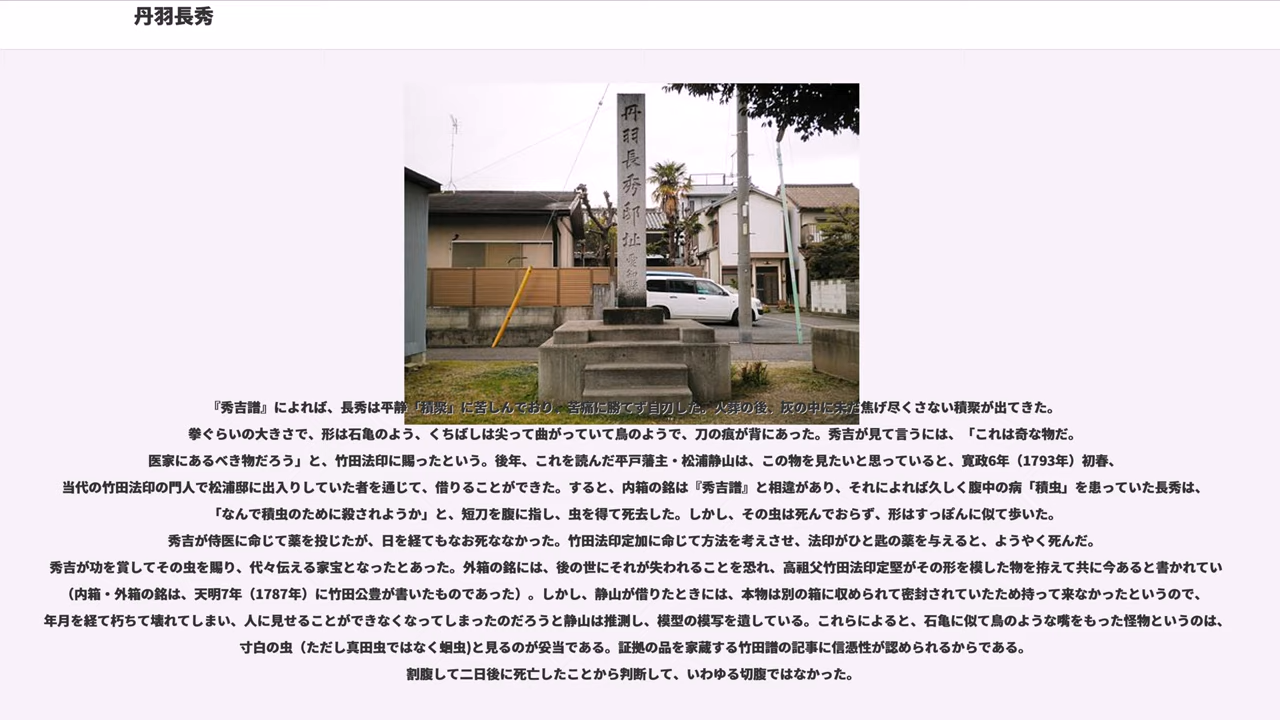 丹羽長秀
丹羽長秀邸址
『秀吉譜』によれば、長秀は平静「積聚」に苦しんでおり、苦痛に勝てず自刃した。火葬の後、灰の中に未だ焦げ尽くさない積聚が出てきた。
拳ぐらいの大きさで、形は石亀のよう、くちばしは尖って曲がっていて鳥のようで、刀の痕が背にあった。秀吉が見て言うには、「これは奇な物だ。
医家にあるべき物だろう」と、竹田法印に賜ったという。後年、これを読んだ平戸藩主・松浦静山は、この物を見たいと思っていると、寛政6年（1793年）初春、
当代の竹田法印の門人で松浦邸に出入りしていた者を通じて、借りることができた。すると、内箱の銘は『秀吉譜』と相違があり、それによれば久しく腹中の病「積虫」を患っていた長秀は、
「なんで積虫のために殺されようか」と、短刀を腹に指し、虫を得て死去した。しかし、その虫は死んでおらず、形はすっぽんに似て歩いた。
秀吉が侍医に命じて薬を投じたが、日を経てもなお死ななかった。竹田法印定加に命じて方法を考えさせ、法印がひと匙の薬を与えると、ようやく死んだ。
秀吉が功を賞してその虫を賜り、代々伝える家宝となったとあった。外箱の銘には、後の世にそれが失われることを恐れ、高祖父竹田法印定堅がその形を模した物を拵えて共に今あると書かれてい
（内箱・外箱の銘は、天明7年（1787年）に竹田公豊が書いたものであった）。しかし、静山が借りたときには、本物は別の箱に収められて密封されていたため持って来なかったというので、
年月を経て朽ちて壊れてしまい、人に見せることができなくなってしまったのだろうと静山は推測し、模型の模写を遺している。これらによると、石亀に似て鳥のような嘴をもった怪物というのは、
寸白の虫（ただし真田虫ではなく蛔虫)と見るのが妥当である。証拠の品を家蔵する竹田譜の記事に信憑性が認められるからである。
割腹して二日後に死亡したことから判断して、いわゆる切腹ではなかった。